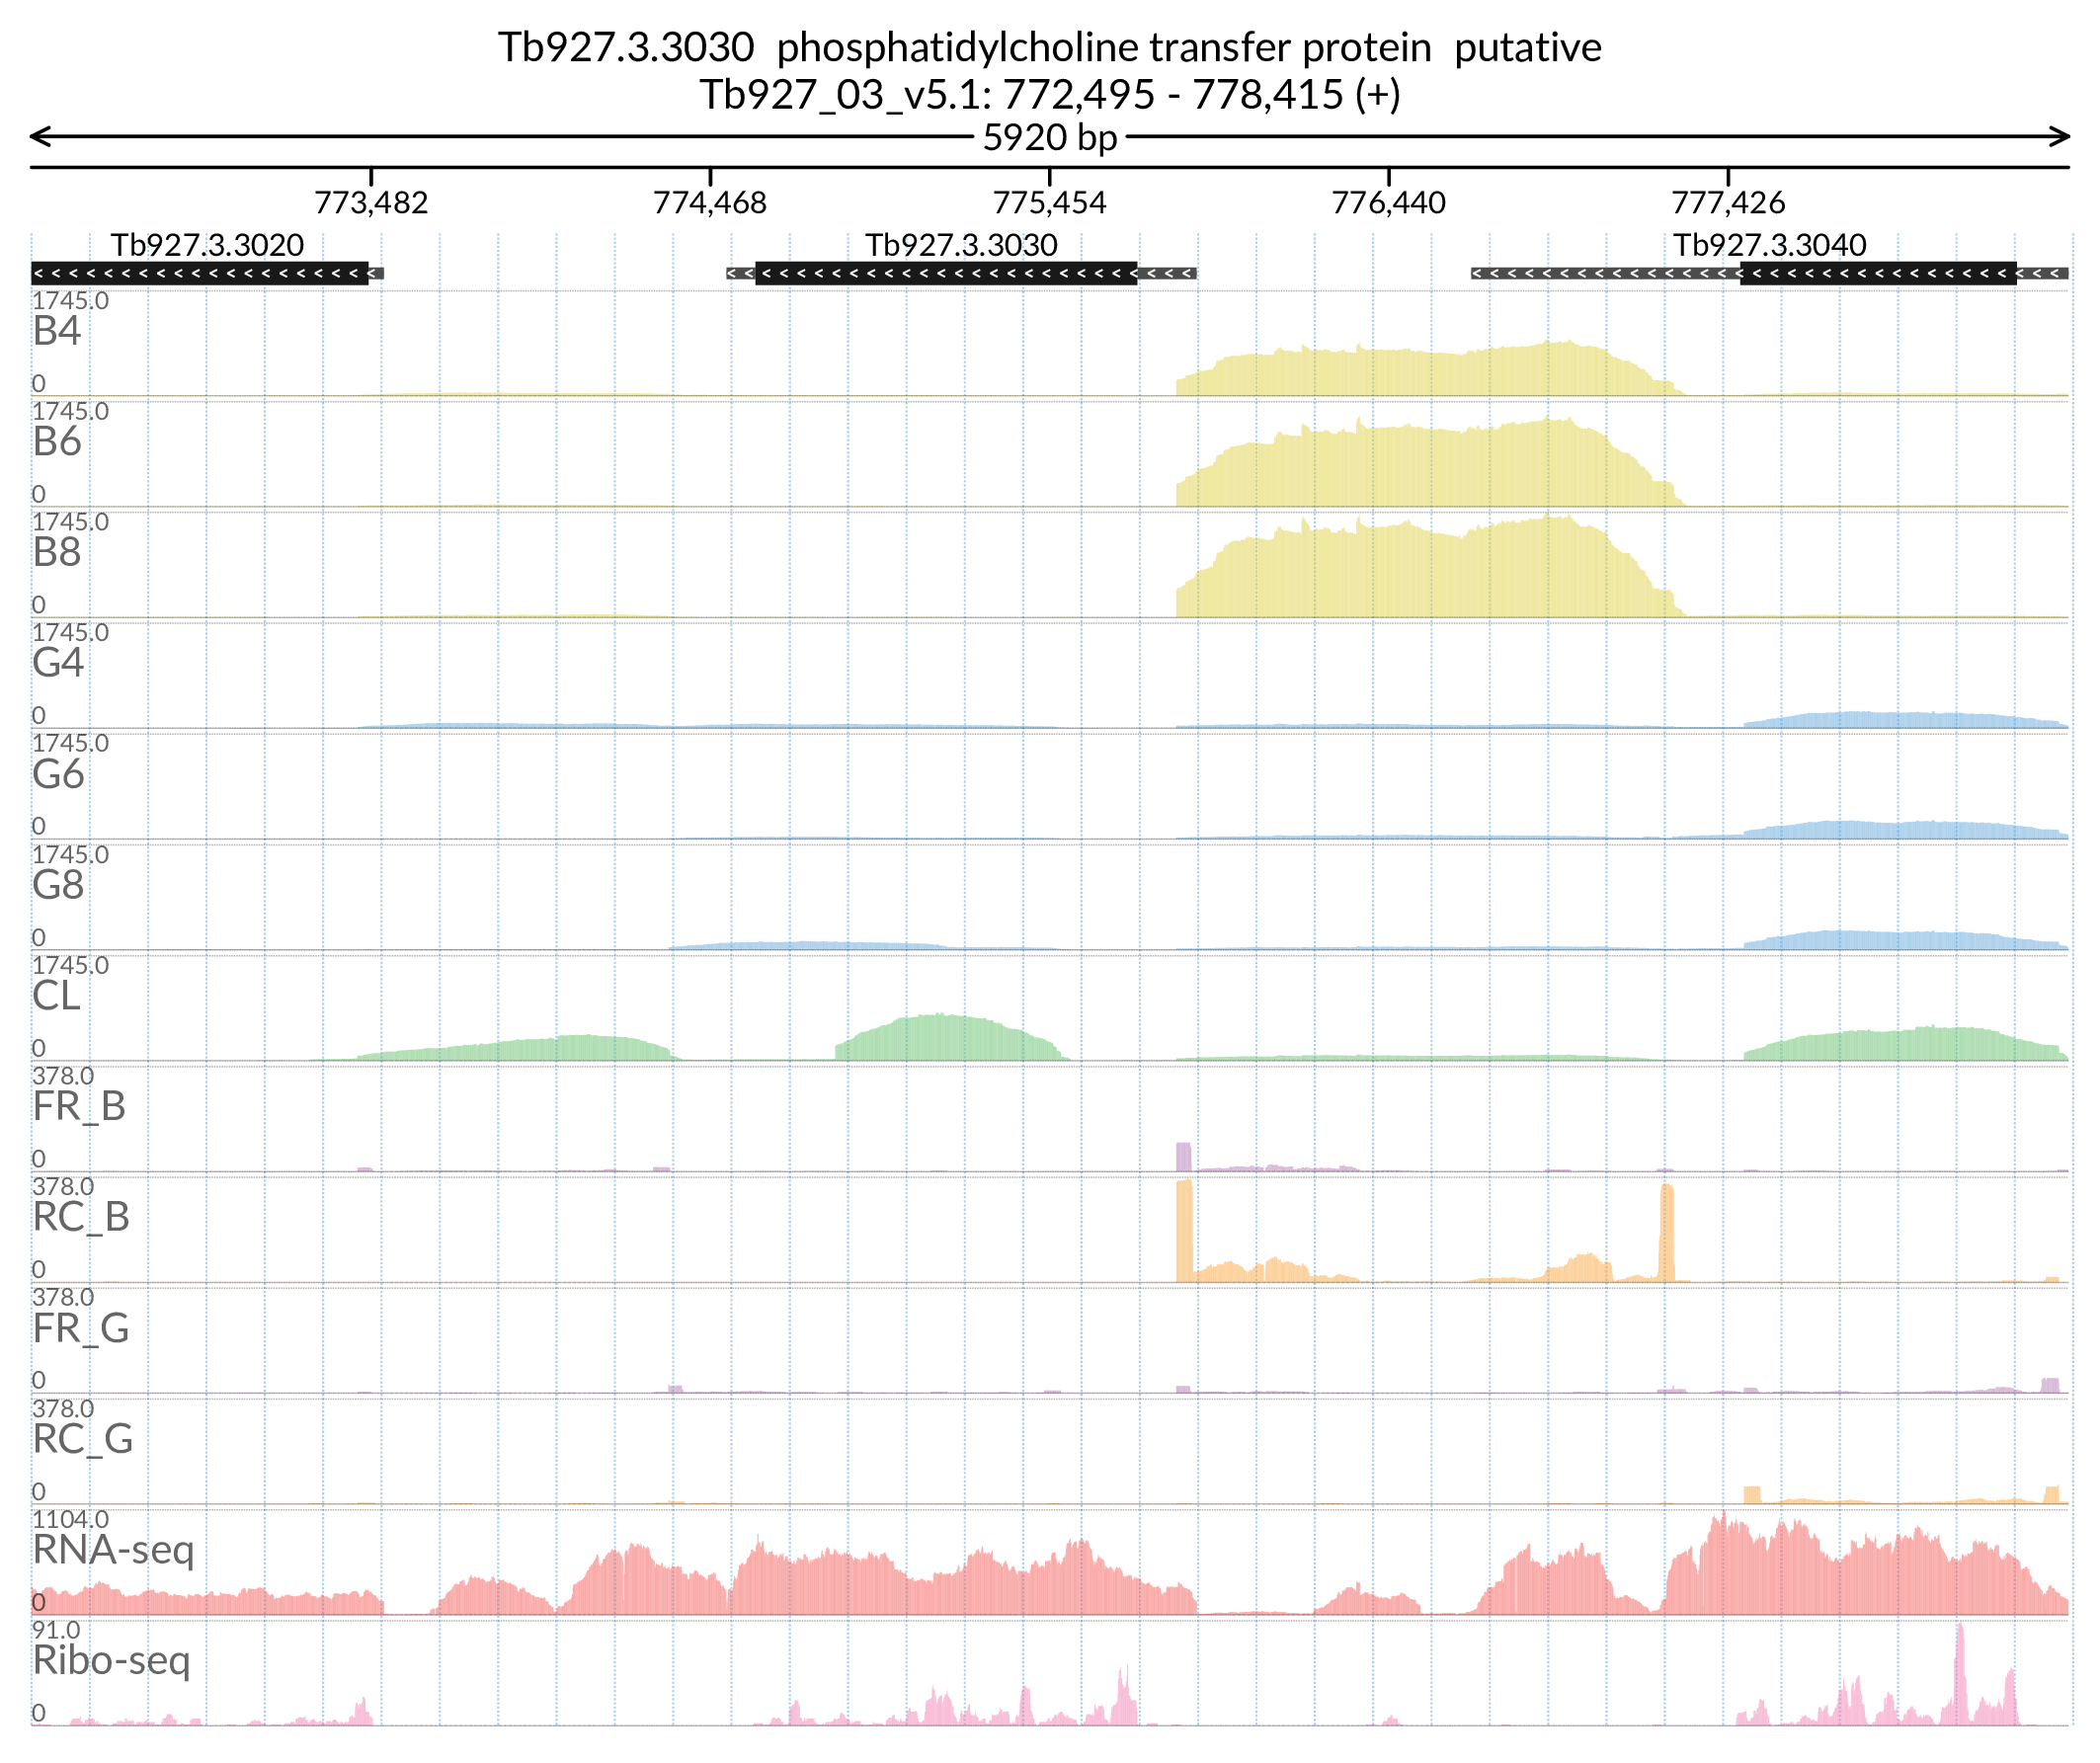 Tb927.3.3030  phosphatidylcholine transfer protein  putative
Tb927_03_v5.1: 772,495 - 778,415 (+)
5920 bp
773,482 774,468 775,454 776,440 777,426
Tb927.3.3020 Tb927.3.3030 Tb927.3.3040
1745.0
B4
0
1745.0
B6
0
1745.0
B8
0
1745.0
G4
0
1745.0
G6
0
1745.0
G8
0
1745.0
CL
0
378.0
FR_B
0
378.0
RC_B
0
378.0
FR_G
0
378.0
RC_G
0
1104.0
RNA-seq
0
91.0
Ribo-seq
0